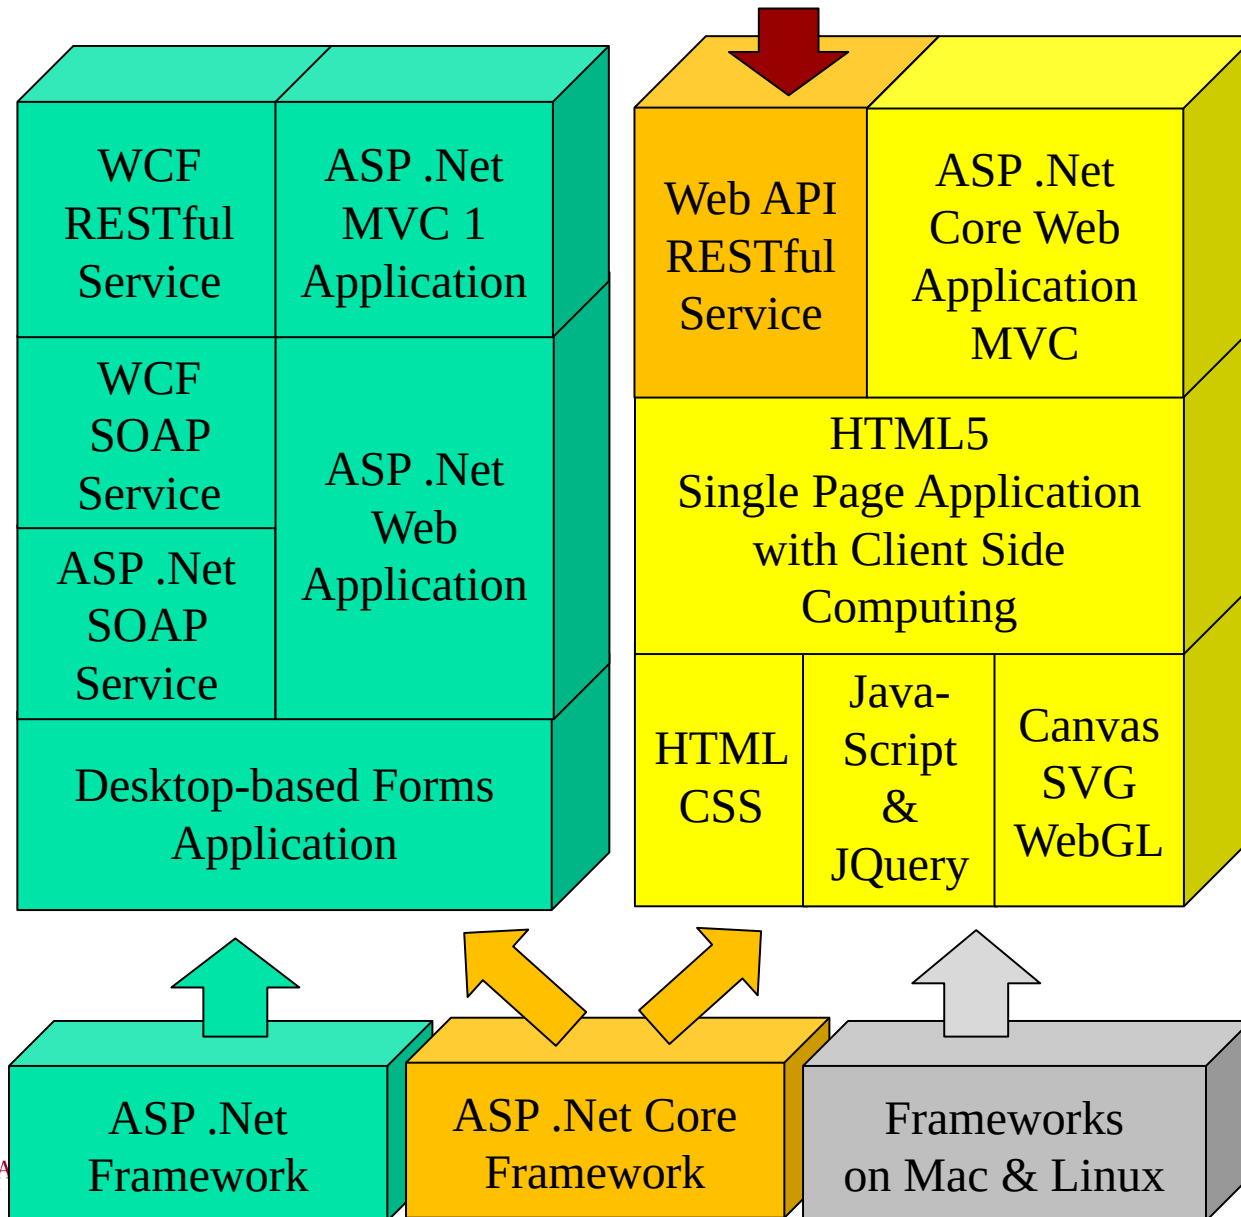 WCF
RESTful
Service
ASP .Net
MVC 1
Application
WCF
SOAP
Service
ASP .Net
Web
Application
ASP .Net
SOAP
Service
Desktop-based Forms
Application
Web API
RESTful
Service
ASP .Net
Core Web
Application
MVC
HTML5
Single Page Application
with Client Side
Computing
HTML
CSS
Java-
Script
&
JQuery
Canvas
SVG
WebGL
ASP .Net
Framework
ASP .Net Core
Framework
Frameworks
on Mac & Linux